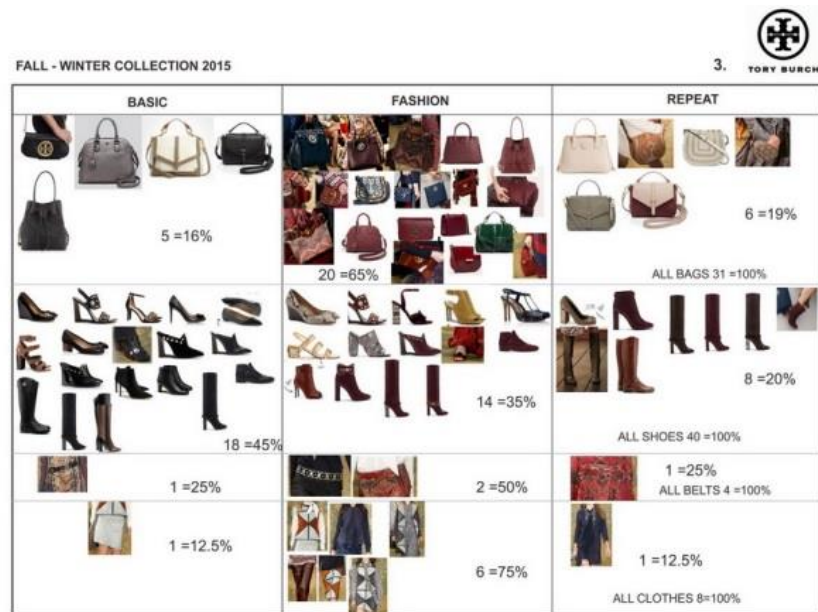 FALL - WINTER COLLECTION 2015
3.
TORY BURCH
BASIC
FASHION
REPEAT
5 =16%
20 =65%
6 =19%
ALL BAGS 31 =100%
18 =45%
14 =35%
8 =20%
ALL SHOES 40 =100%
1 =25%
2 =50%
1 =25%
ALL BELTS 4 =100%
1 =12.5%
6 =75%
1 =12.5%
ALL CLOTHES 8=100%